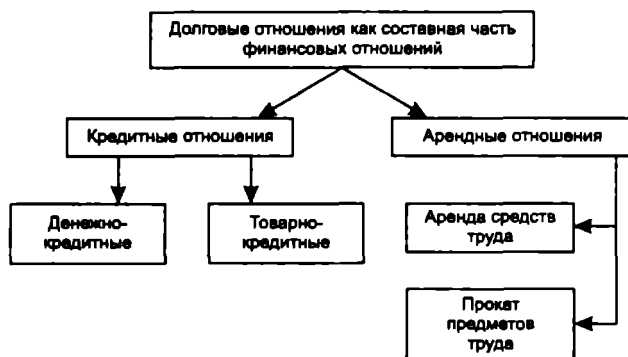 Долговые отношения как составная часть
финансовых отношений
Кредитные отношения
Арендные отношения
Денежно-
кредитные
Товарно-
кредитные
Аренда средств
труда
Прокат
предметов
труда